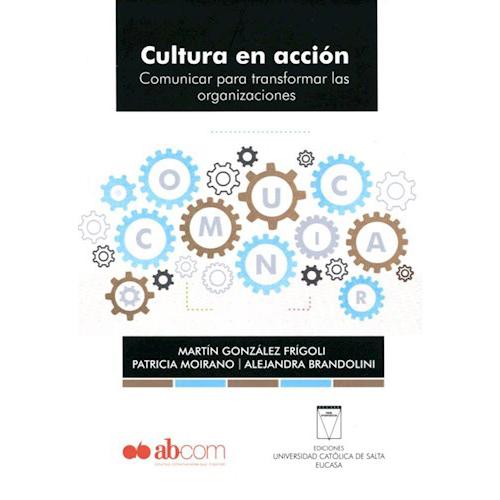 Cultura en acción
Comunicar para transformar las
organizaciones
O U C
C M I A
N
R
MARTÍN GONZÁLEZ FRÍGOLI
PATRICIA MOIRANO | ALEJANDRA BRANDOLINI
abcom
EDICIONES
UNIVERSIDAD CATÓLICA DE SALTA
EUCASA